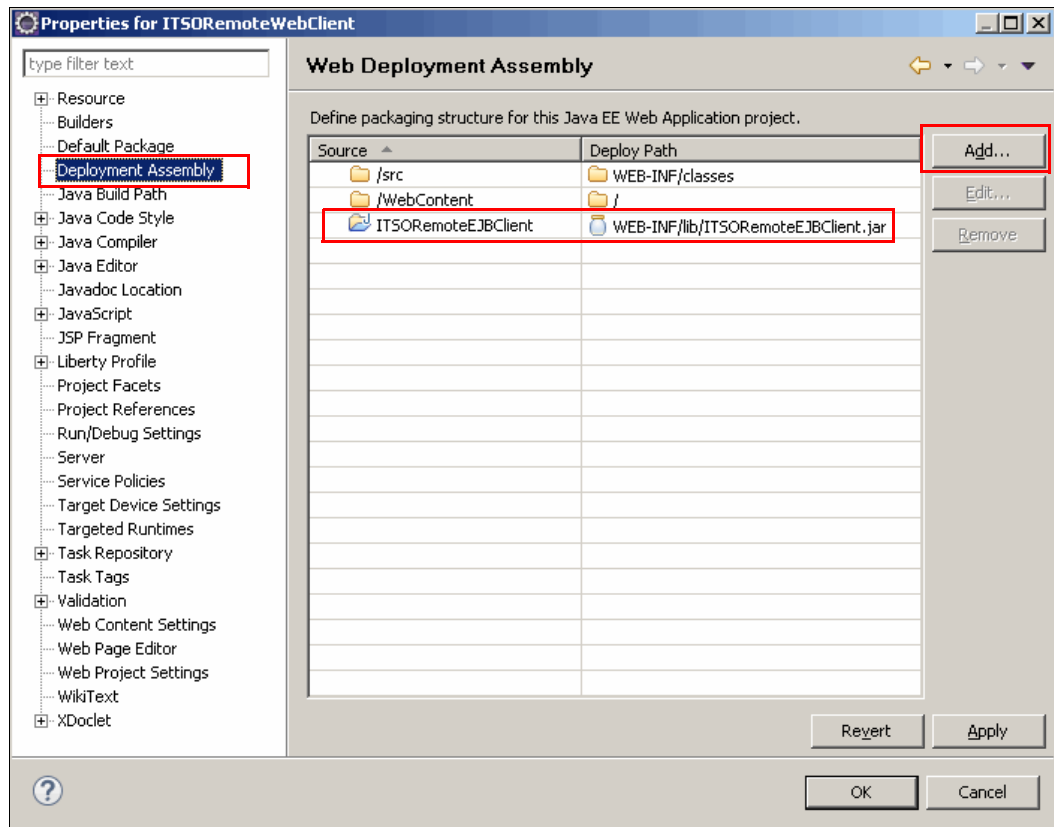 Properties for ITSORemoteWebClient
type filter text
Resource
Builders
Default Package
Deployment Assembly
Java Build Path
Java Code Style
Java Compiler
Java Editor
Javadoc Location
JavaScript
JSP Fragment
Liberty Profile
Project Facets
Project References
Run/Debug Settings
Server
Service Policies
Target Device Settings
Targeted Runtimes
Task Repository
Task Tags
Validation
Web Content Settings
Web Page Editor
Web Project Settings
WikiText
XDoclet
Web Deployment Assembly
Define packaging structure for this Java EE Web Application project.
Source Deploy Path
/src WEB-INF/classes
/WebContent /
ITSORemoteEJBClient WEB-INF/lib/ITSORemoteEJBClient.jar
Add...
Edit...
Remove
Revert Apply
? OK Cancel